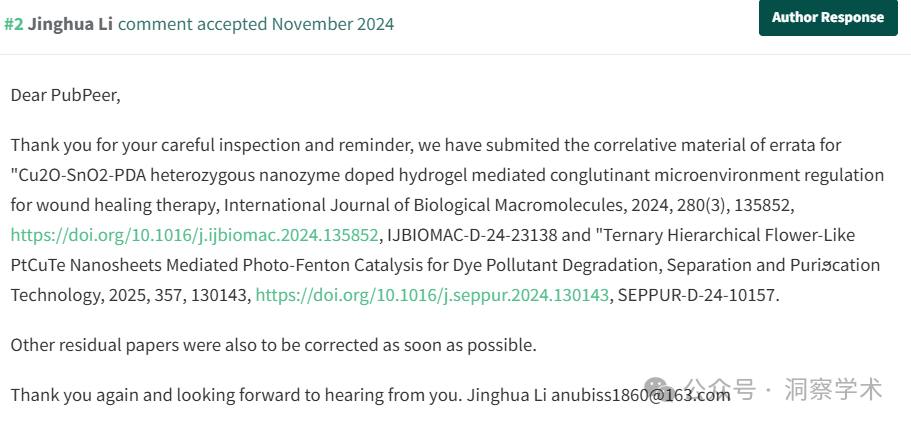 #2 Jinghua Li comment accepted November 2024
Author Response
Dear PubPeer,
Thank you for your careful inspection and reminder, we have submited the correlative material of errata for
"Cu2O-SnO2-PDA heterozygous nanozyme doped hydrogel mediated conglutinant microenvironment regulation
for wound healing therapy, International Journal of Biological Macromolecules, 2024, 280(3), 135852,
https://doi.org/10.1016/j.ijbiomac.2024.135852, IJBIOMAC-D-24-23138 and "Ternary Hierarchical Flower-Like
PtCuTe Nanosheets Mediated Photo-Fenton Catalysis for Dye Pollutant Degradation, Separation and Puriɘcation
Technology, 2025, 357, 130143, https://doi.org/10.1016/j.seppur.2024.130143, SEPPUR-D-24-10157.
Other residual papers were also to be corrected as soon as possible.
Thank you again and looking forward to hearing from you. Jinghua Li anubiss1860@163.com
公众号 · 洞察学术